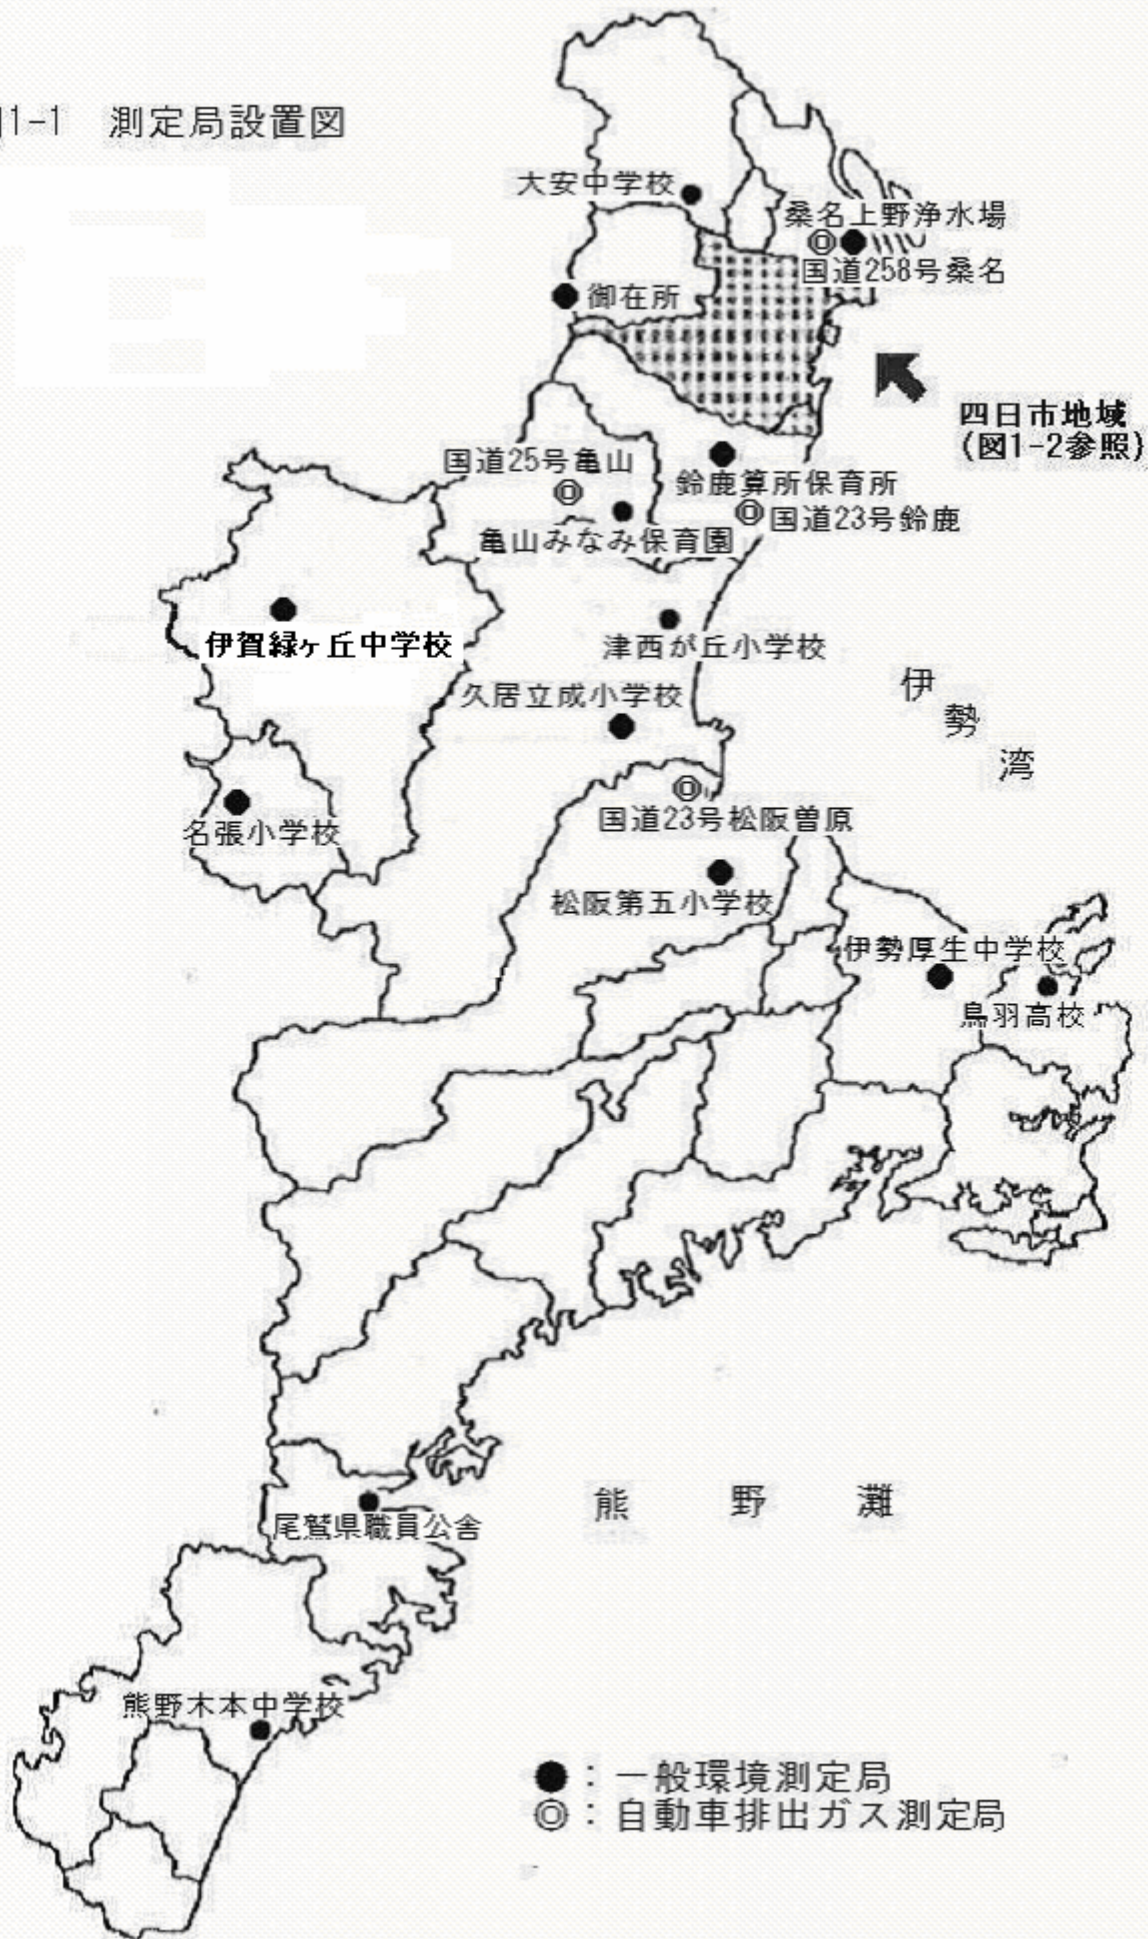 1-1 測定局設置図
大安中学校
桑名上野浄水場
国道258号桑名
御在所
四日市地域
(図1-2参照)
国道25号亀山
鈴鹿算所保育所
国道23号鈴鹿
亀山みなみ保育園
伊賀緑ヶ丘中学校
津西が丘小学校
久居立成小学校
伊勢湾
国道23号松阪曽原
名張小学校
松阪第五小学校
伊勢厚生中学校
鳥羽高校
熊野灘
尾鷲県職員公舎
熊野木本中学校
●：一般環境測定局
◎：自動車排出ガス測定局